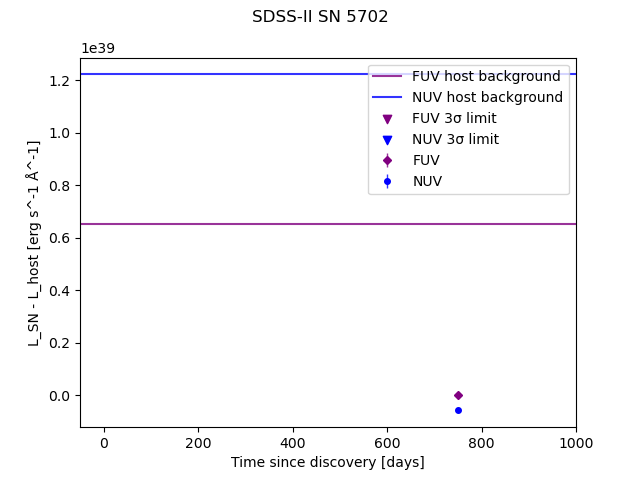 SDSS-II SN 5702
1e39
FUV host background
NUV host background
FUV 3σ limit
NUV 3σ limit
FUV
NUV
1.2
1.0
0.8
0.6
0.4
0.2
0.0
L_SN - L_host [erg s^-1 Å^-1]
0 200 400 600 800 1000
Time since discovery [days]